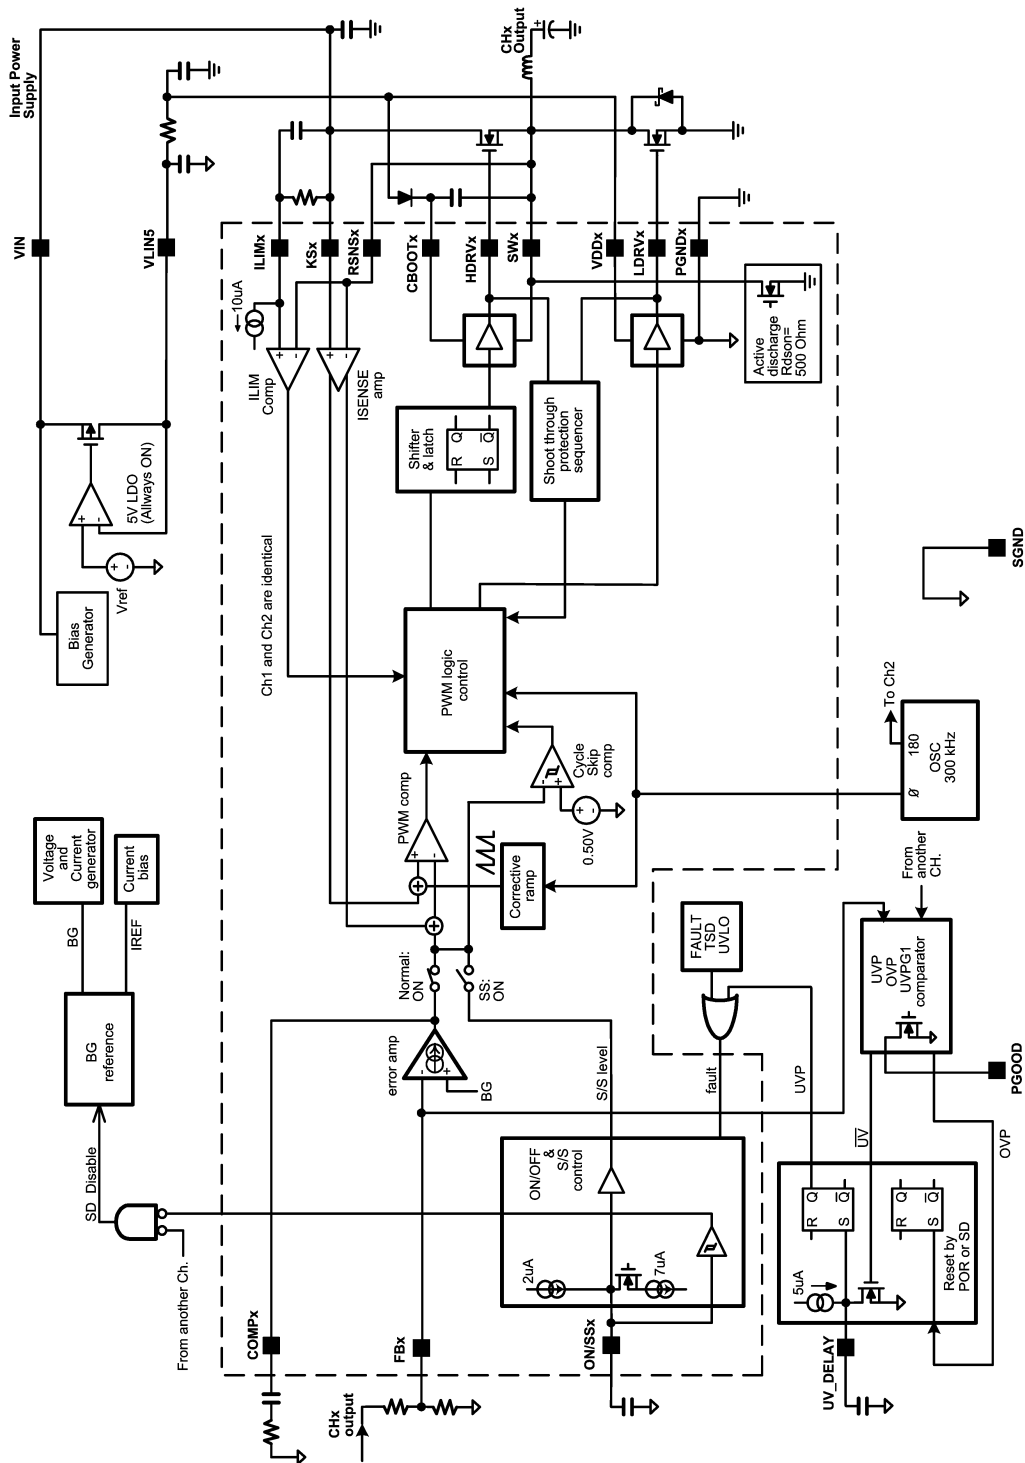 Input Power
Supply
VIN
VLIN5
CHx
Output
+
ILIMx
KSx
RSNSx
CBOOTx
HDRVx
SWx
VDDx
LDRVx
PGNDx
10uA
+
-
+
-
ILIM
Comp
ISENSE
amp
Active
discharge
Rdson=
500 Ohm
+
-
5V LDO
(Allways ON)
+
-
Vref
Bias
Generator
Shifter
& latch
R Q
S Q
Shoot through
protection
sequencer
Ch1 and Ch2 are identical
PWM logic
control
SGND
To Ch2
180
OSC
300 kHz
Ø
Cycle
Skip
comp
-
+
+
-
0.50V
PWM comp
+
-
+
+
Corrective
ramp
Voltage
and
Current
generator
Current
bias
BG
IREF
BG
reference
SD Disable
From another Ch.
Normal:
ON
SS:
ON
error amp
-
+
BG
S/S level
FAULT
TSD
UVLO
fault
UVP
From
another
CH.
UVP
OVP
UVPG1
comparator
PGOOD
UV
OVP
ON/OFF
&
S/S
control
2uA
7uA
R Q
S Q
R Q
S Q
5uA
Reset by
POR or SD
COMPx
FBx
ON/SSx
UV_DELAY
CHx
output